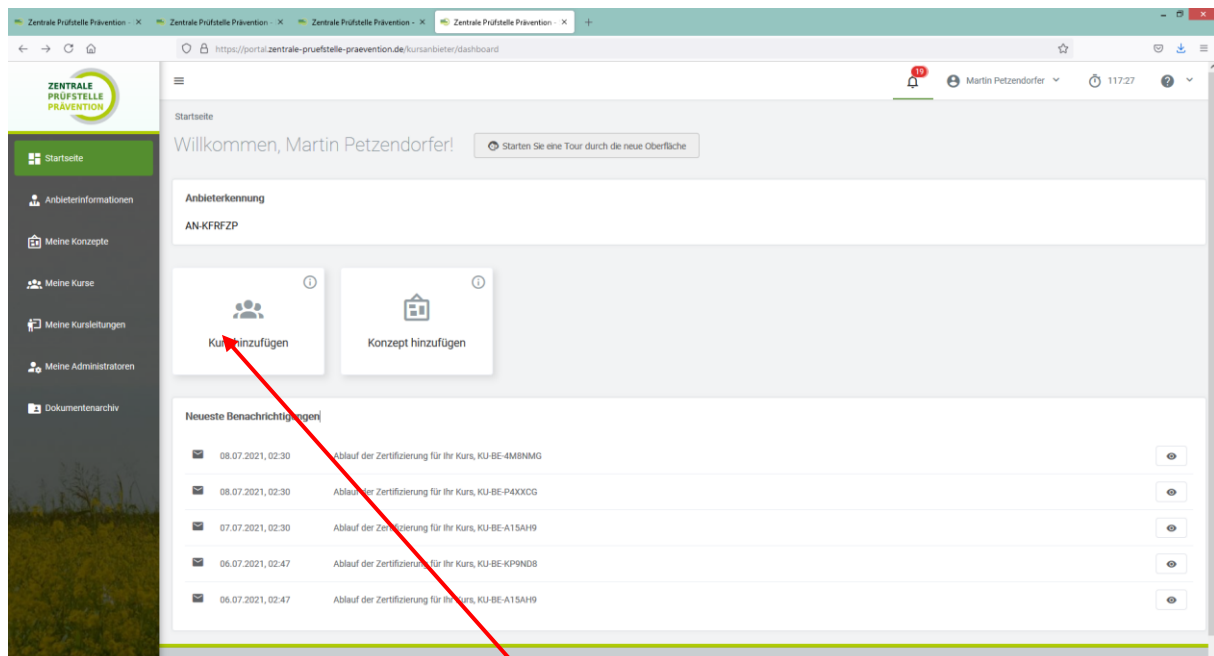 Zentrale Prüfstelle Prävention -
Zentrale Prüfstelle Prävention -
Zentrale Prüfstelle Prävention -
Zentrale Prüfstelle Prävention -
https://portal.zentrale-pruefstelle-praevention.de/kursanbieter/dashboard
ZENTRALE
PRÜFSTELLE
PRÄVENTION
19
Martin Petzendorfer
117:27
Startseite
Willkommen, Martin Petzendorfer!
Starten Sie eine Tour durch die neue Oberfläche
Startseite
Anbieterinformationen
Meine Konzepte
Meine Kurse
Meine Kursleitungen
Meine Administratoren
Dokumentenarchiv
Anbieterkennung
AN-KFRFZP
Kurs hinzufügen
Konzept hinzufügen
Neueste Benachrichtigungen
08.07.2021, 02:30 Ablauf der Zertifizierung für Ihr Kurs, KU-BE-4M8NMG
08.07.2021, 02:30 Ablauf der Zertifizierung für Ihr Kurs, KU-BE-P4XXCG
07.07.2021, 02:30 Ablauf der Zertifizierung für Ihr Kurs, KU-BE-A15AH9
06.07.2021, 02:47 Ablauf der Zertifizierung für Ihr Kurs, KU-BE-KP9ND8
06.07.2021, 02:47 Ablauf der Zertifizierung für Ihr Kurs, KU-BE-A15AH9